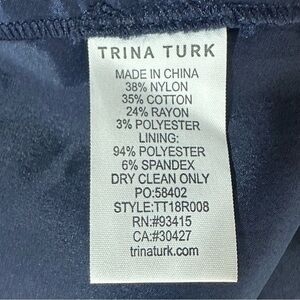 TRINA TURK
MADE IN CHINA
38% NYLON
35% COTTON
24% RAYON
3% POLYESTER
LINING:
94% POLYESTER
6% SPANDEX
DRY CLEAN ONLY
PO:58402
STYLE:TT18R008
RN:#93415
CA:#30427
trinaturk.com